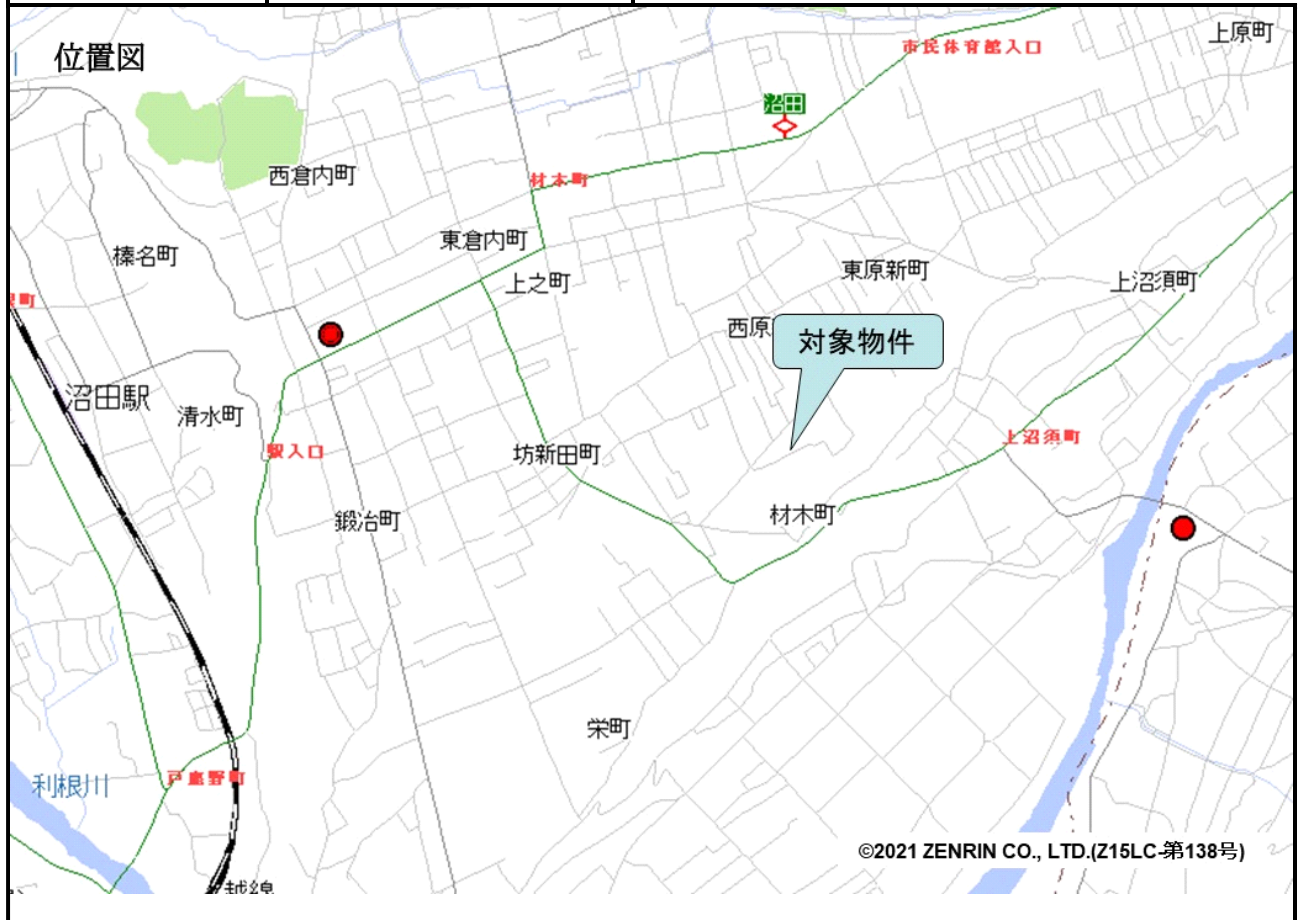 位置図
上原町
市民体育館入口
沼田
西倉内町
材木町
東倉内町
榛名町
上之町
東原新町
上沼須町
西原
対象物件
沼田駅
清水町
駅入口
坊新田町
上沼須町
鍛冶町
材木町
栄町
利根川
戸鹿野町
©2021 ZENRIN CO., LTD.(Z15LC-第138号)
越線